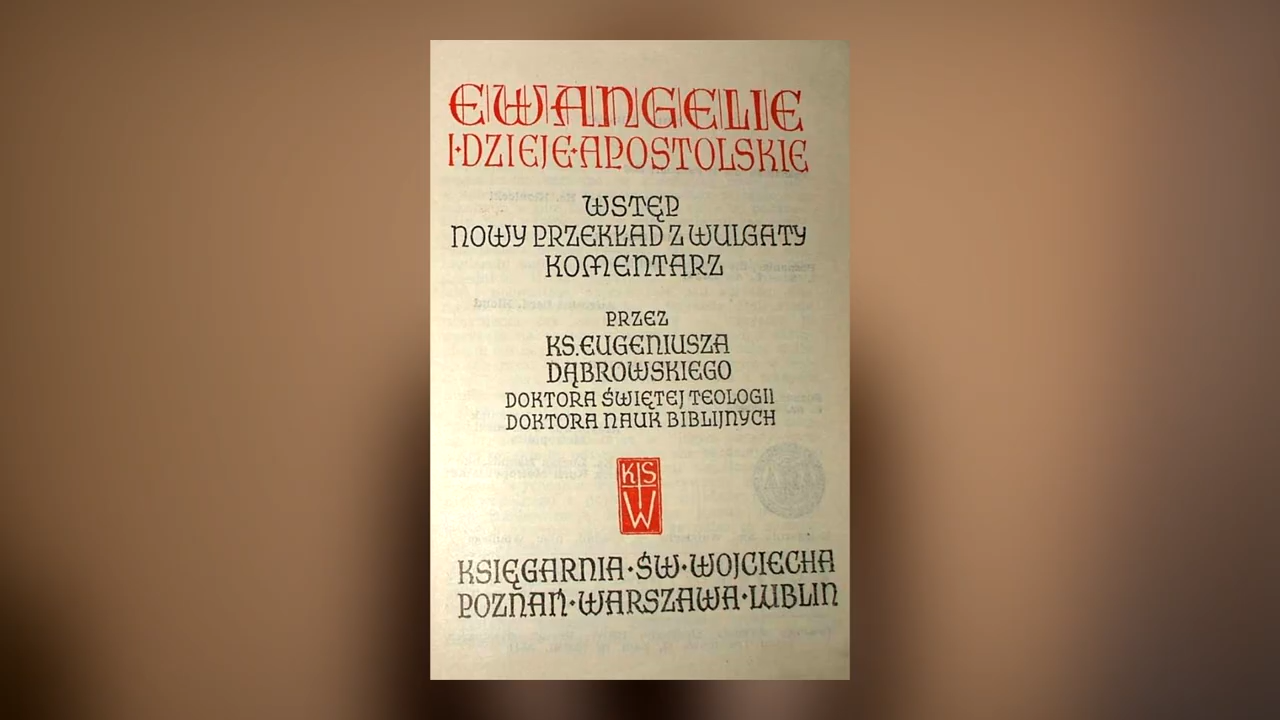 EWANGELIE
I·DZIEJE·APOSTOLSKIE
WSTĘP
NOWY PRZEKŁAD Z WULGATY
KOMENTARZ
PRZEZ
KS. EUGENIUSZA
DĄBROWSKIEGO
DOKTORA ŚWIĘTEJ TEOLOGII
DOKTORA NAUK BIBLIJNYCH
KS
W
KSIĘGARNIA·ŚW·WOJCIECHA
POZNAŃ·WARSZAWA·LUBLIN